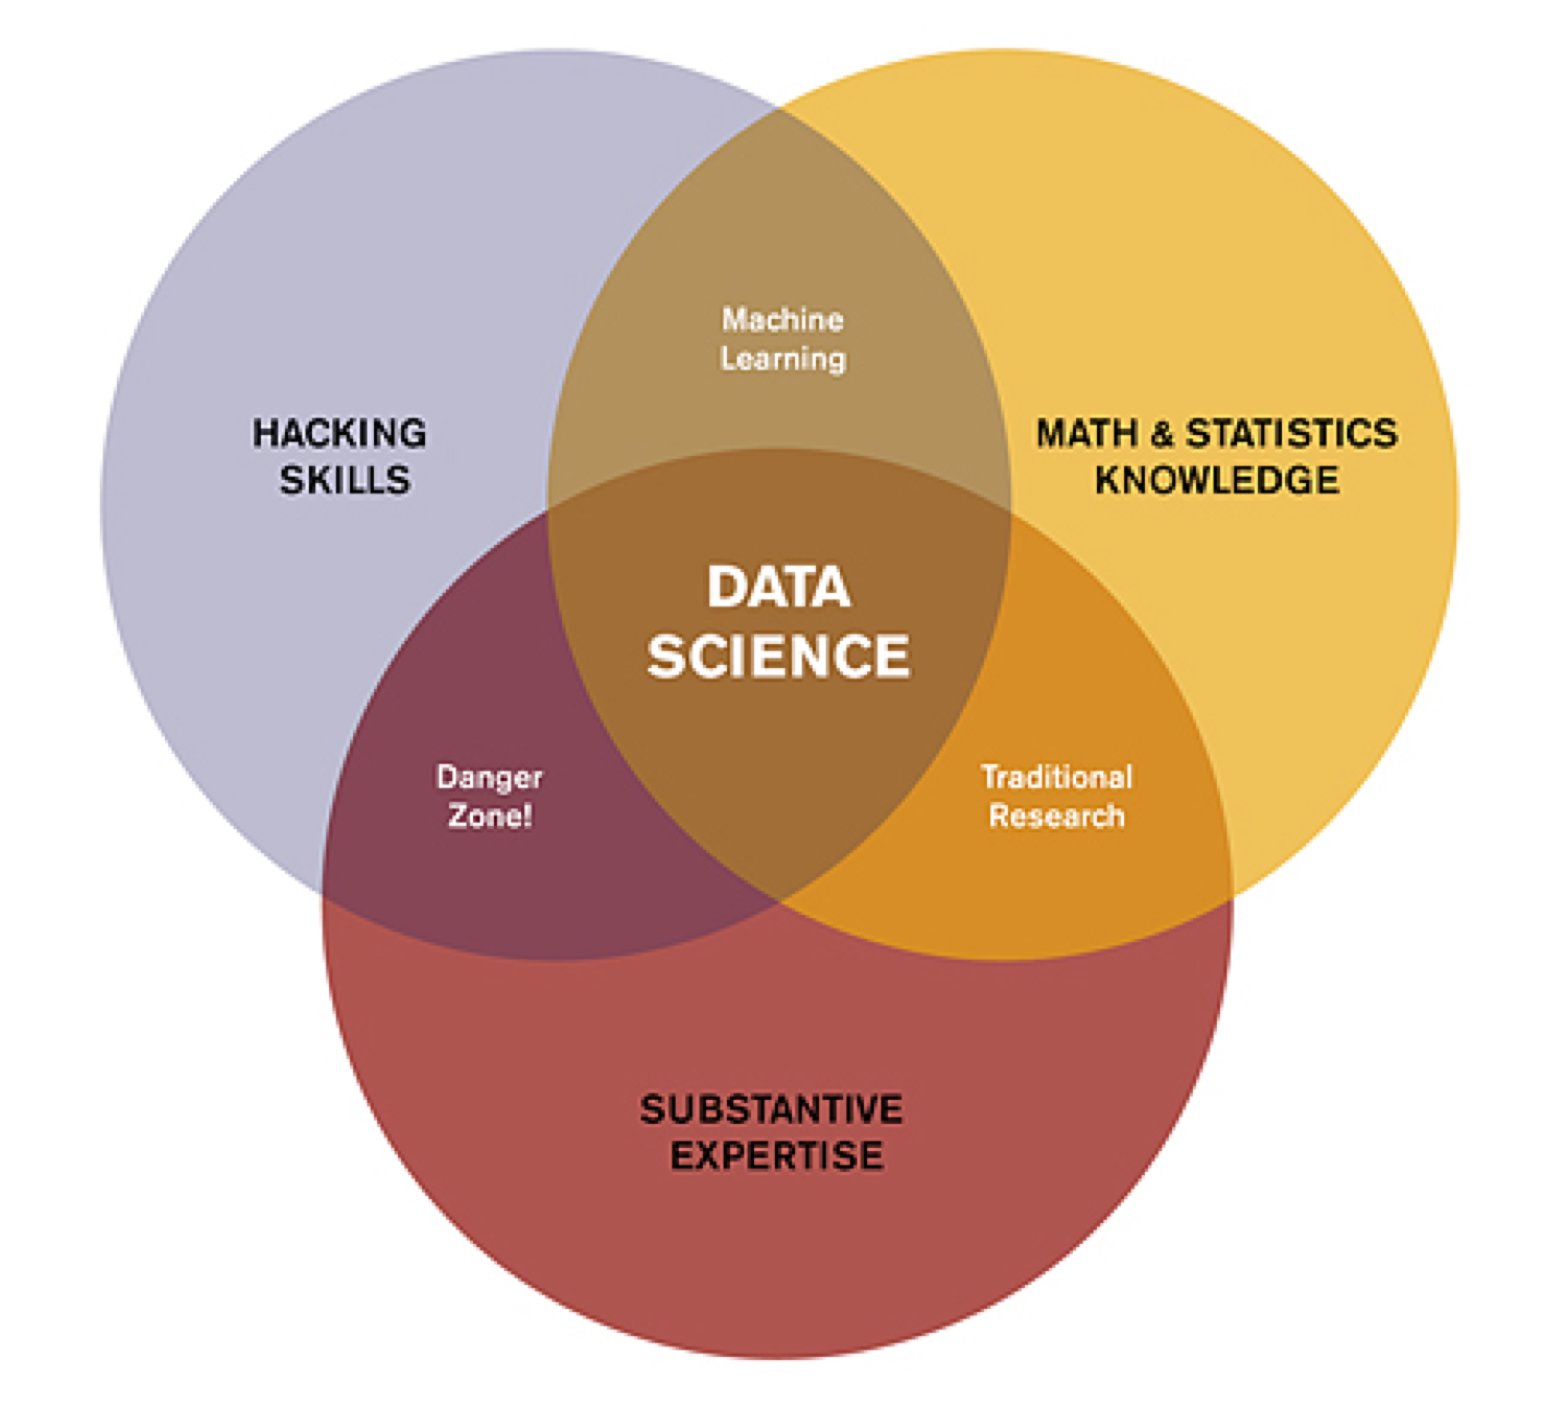 Machine
Learning
HACKING
SKILLS
MATH & STATISTICS
KNOWLEDGE
DATA
SCIENCE
Danger
Zone!
Traditional
Research
SUBSTANTIVE
EXPERTISE